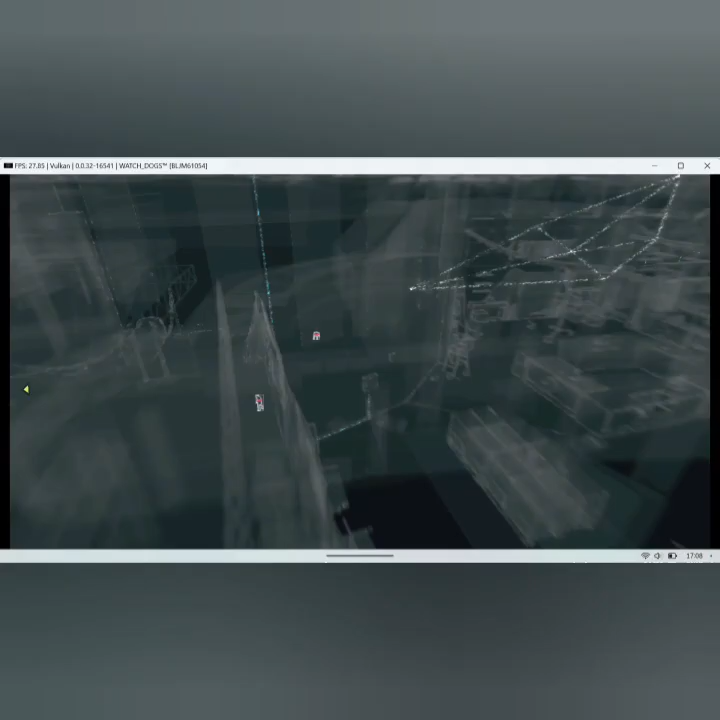 FPS: 27.85 | Vulkan | 0.0.32-16541 | WATCH_DOGS™ [BLJM61054]
17:08